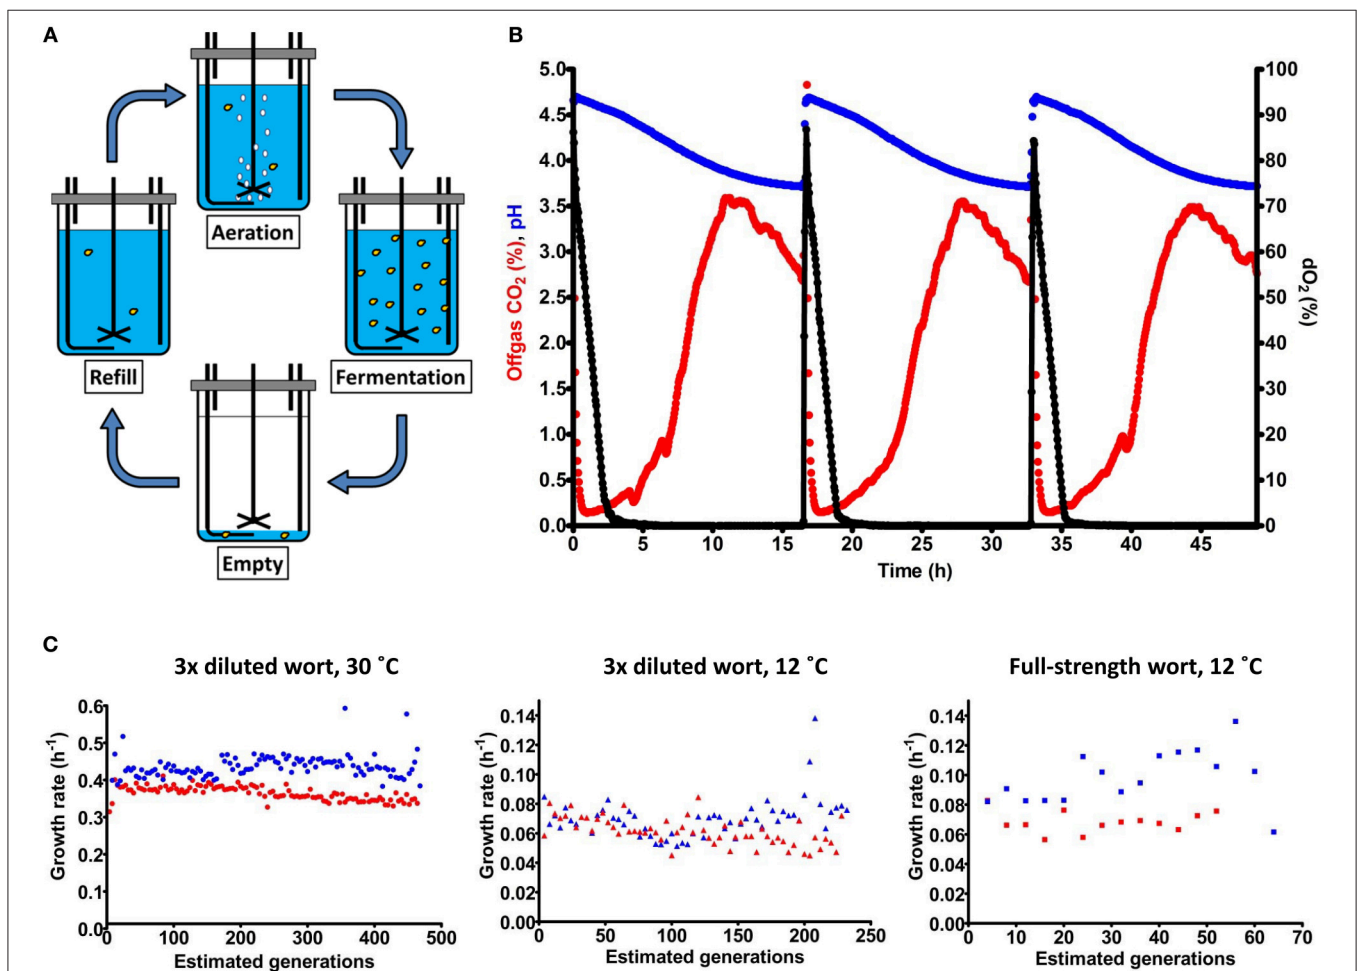 A
Aeration
Refill
Fermentation
Empty
B
Offgas CO2 (%), pH
5.0
4.5
4.0
3.5
3.0
2.5
2.0
1.5
1.0
0.5
0.0
100
90
80
70
60
50
40
30
20
10
0
dO2 (%)
0 5 10 15 20 25 30 35 40 45
Time (h)
C
3x diluted wort, 30 °C
Growth rate (h-1)
0.6
0.5
0.4
0.3
0.2
0.1
0.0
0 100 200 300 400 500
Estimated generations
3x diluted wort, 12 °C
Growth rate (h-1)
0.14
0.12
0.10
0.08
0.06
0.04
0.02
0.00
0 50 100 150 200 250
Estimated generations
Full-strength wort, 12 °C
Growth rate (h-1)
0.14
0.12
0.10
0.08
0.06
0.04
0.02
0.00
0 10 20 30 40 50 60 70
Estimated generations